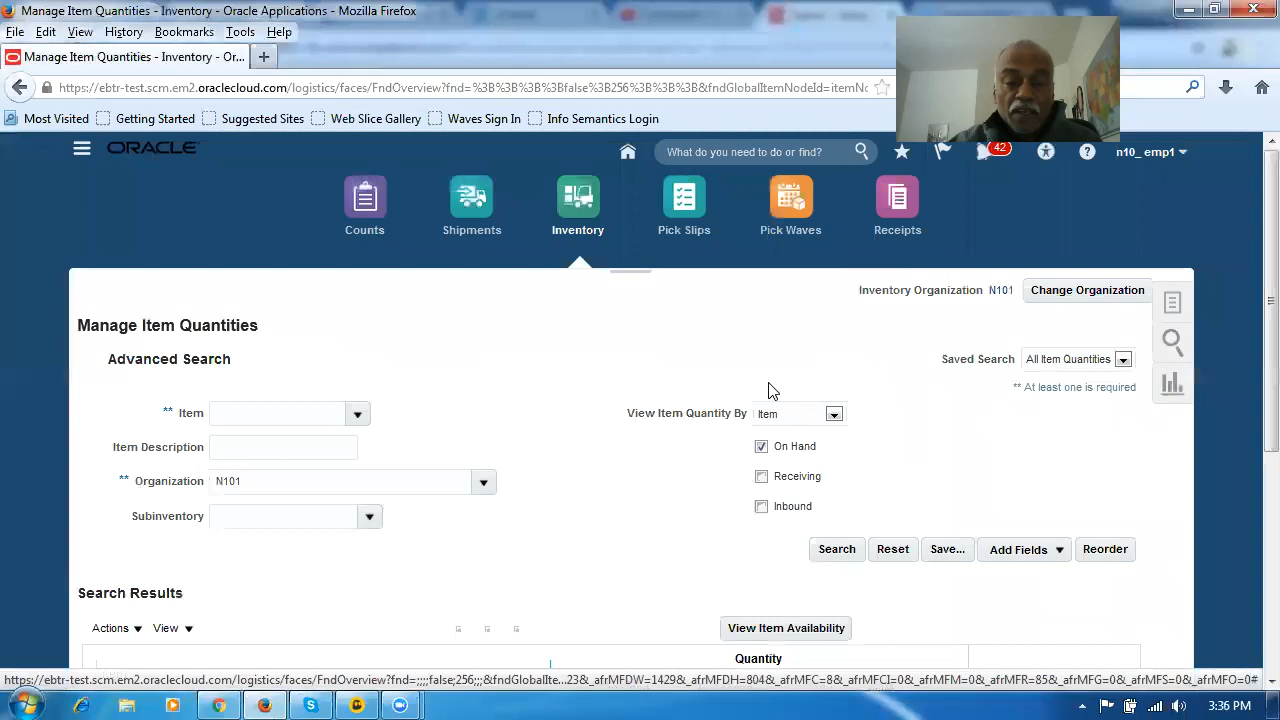 Manage Item Quantities - Inventory - Oracle Applications - Mozilla Firefox
File Edit View History Bookmarks Tools Help
Manage Item Quantities - Inventory - Or...
https://ebtr-test.scm.em2.oraclecloud.com/logistics/faces/FndOverview?fnd=%3B%3B%3B%3Bfalse%3B256%3B%3B%3B&fndGlobalItemNodeId=itemNo
Most Visited Getting Started Suggested Sites Web Slice Gallery Waves Sign In Info Semantics Login
ORACLE What do you need to do or find? 42 n10_ emp1
Counts Shipments Inventory Pick Slips Pick Waves Receipts
Inventory Organization N101 Change Organization
Manage Item Quantities
Advanced Search Saved Search All Item Quantities
** At least one is required
** Item View Item Quantity By Item
Item Description On Hand
** Organization N101 Receiving
Subinventory Inbound
Search Reset Save... Add Fields Reorder
Search Results
Actions View View Item Availability
Quantity
https://ebtr-test.scm.em2.oraclecloud.com/logistics/faces/FndOverview?fnd=;;;;false;256;;;&fndGlobalIte...23&_afrMFDW=1429&_afrMFDH=804&_afrMFC=8&_afrMFCI=0&_afrMFM=0&_afrMFR=85&_afrMFG=0&_afrMFS=0&_afrMFO=0#
3:36 PM